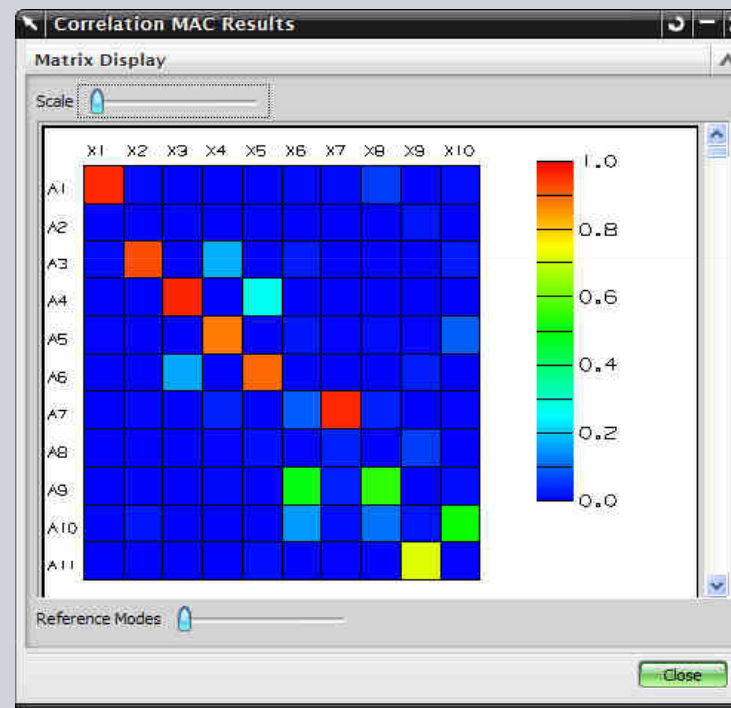 Correlation MAC Results
Matrix Display
Scale
X1 X2 X3 X4 X5 X6 X7 X8 X9 X10
A1
A2
A3
A4
A5
A6
A7
A8
A9
A10
A11
1.0
0.8
0.6
0.4
0.2
0.0
Reference Modes
Close